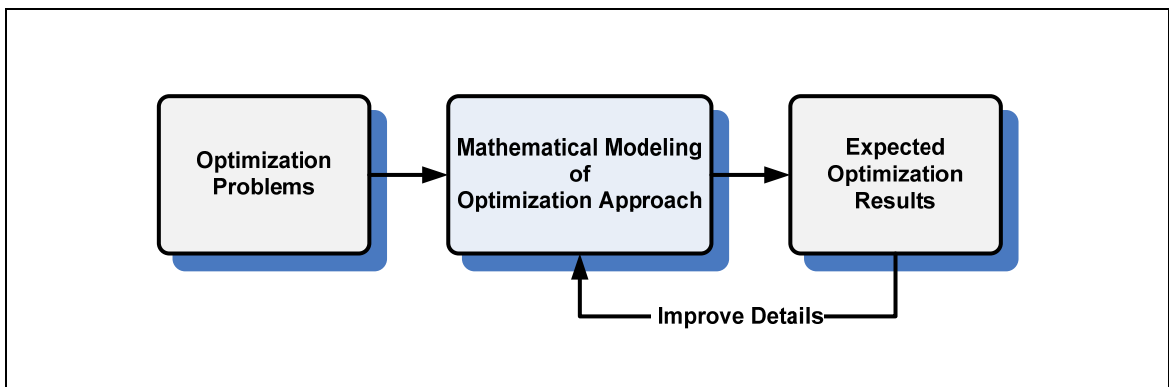 Optimization
Problems
Mathematical Modeling
of
Optimization Approach
Expected
Optimization
Results
Improve Details